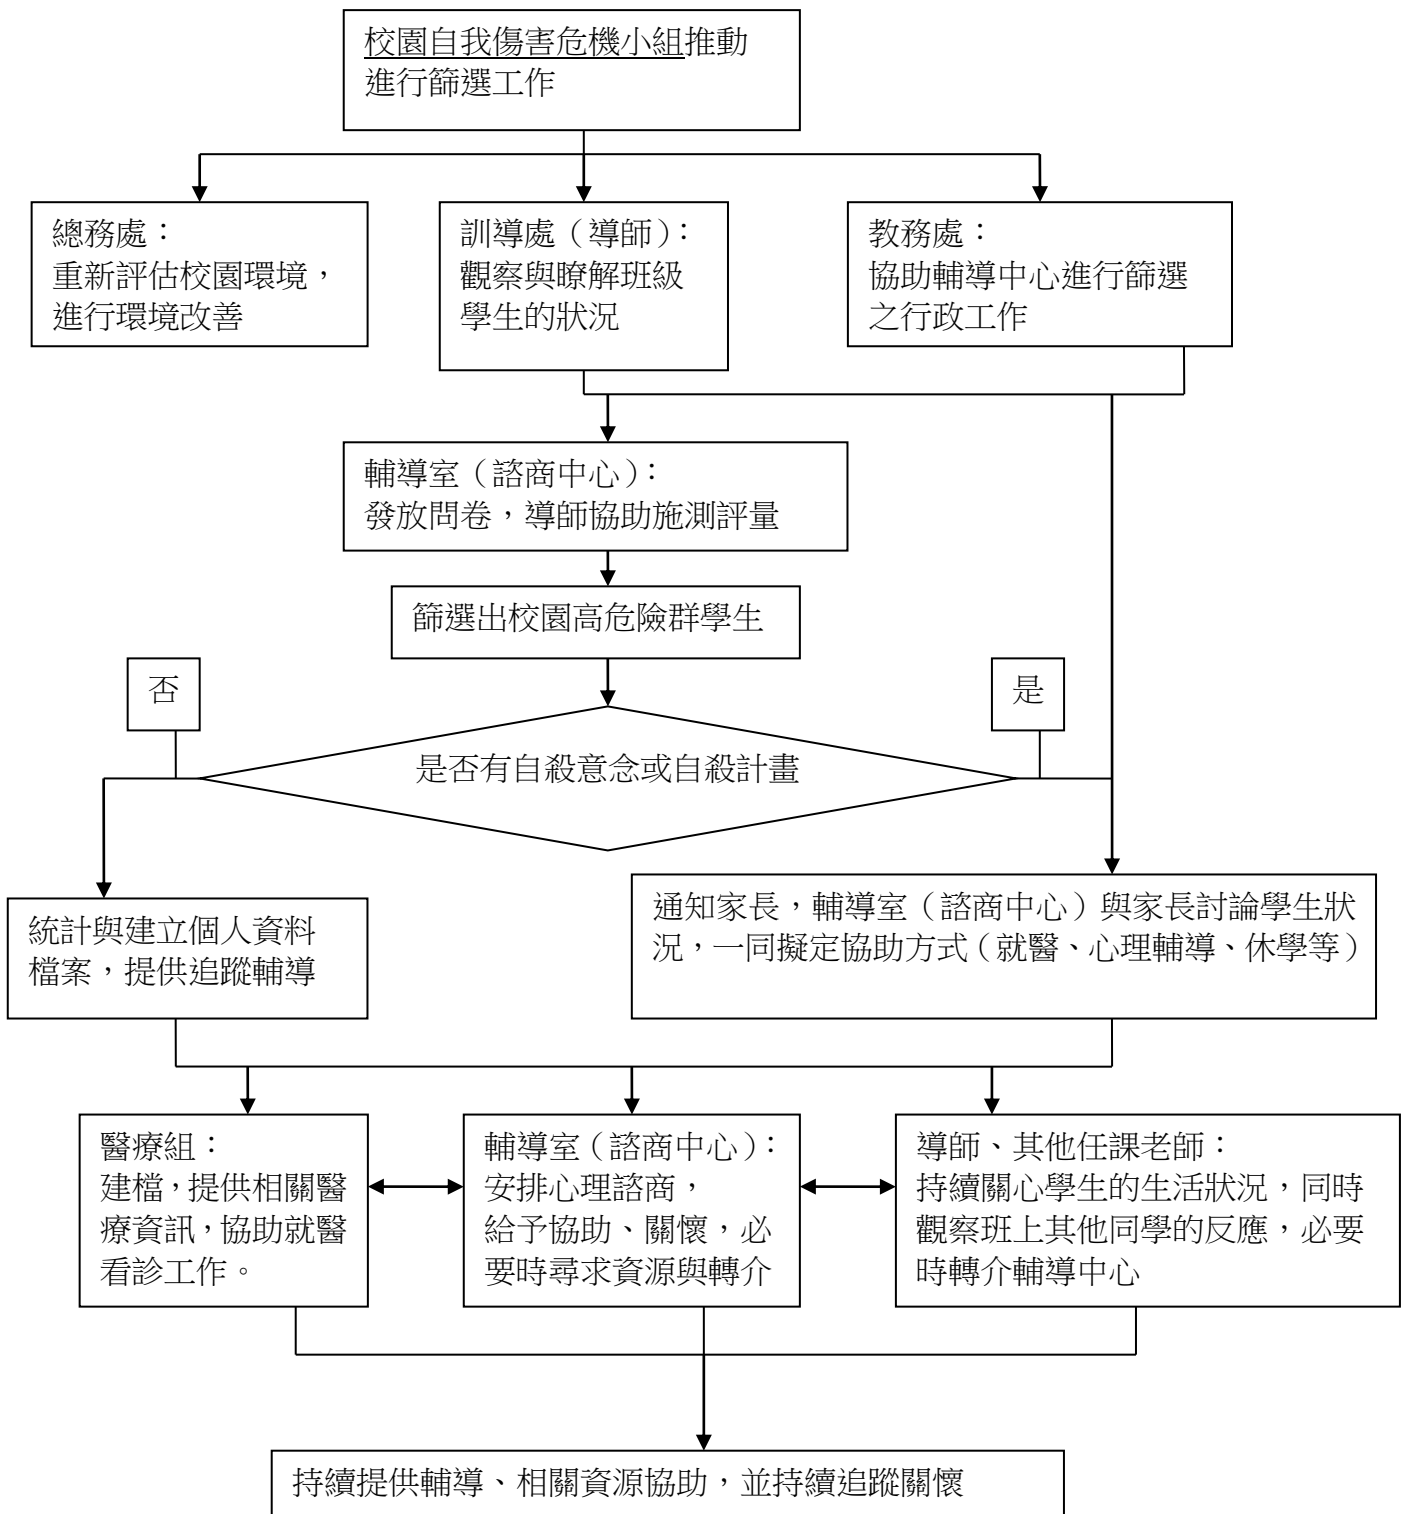 校園自我傷害危機小組推動
進行篩選工作
總務處：
重新評估校園環境，
進行環境改善
訓導處（導師）：
觀察與瞭解班級
學生的狀況
教務處：
協助輔導中心進行篩選
之行政工作
輔導室（諮商中心）：
發放問卷，導師協助施測評量
篩選出校園高危險群學生
否
是
是否有自殺意念或自殺計畫
統計與建立個人資料
檔案，提供追蹤輔導
通知家長，輔導室（諮商中心）與家長討論學生狀
況，一同擬定協助方式（就醫、心理輔導、休學等）
醫療組：
建檔，提供相關醫
療資訊，協助就醫
看診工作。
輔導室（諮商中心）：
安排心理諮商，
給予協助、關懷，必
要時尋求資源與轉介
導師、其他任課老師：
持續關心學生的生活狀況，同時
觀察班上其他同學的反應，必要
時轉介輔導中心
持續提供輔導、相關資源協助，並持續追蹤關懷